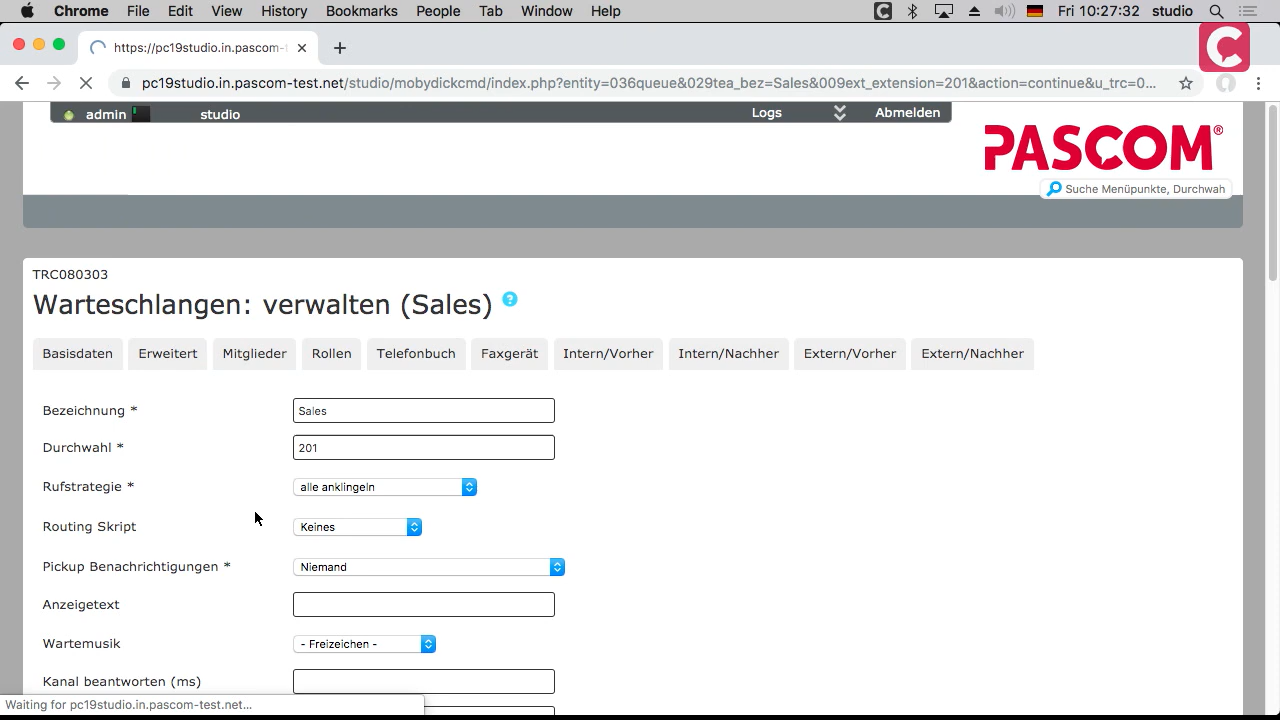 Chrome File Edit View History Bookmarks People Tab Window Help Fri 10:27:32 studio
https://pc19studio.in.pascom-test
pc19studio.in.pascom-test.net/studio/mobydickcmd/index.php?entity=036queue&029tea_bez=Sales&009ext_extension=201&action=continue&u_trc=0...
admin studio Logs Abmelden
PASCOM®
Suche Menüpunkte, Durchwah
TRC080303
Warteschlangen: verwalten (Sales) ?
Basisdaten Erweitert Mitglieder Rollen Telefonbuch Faxgerät Intern/Vorher Intern/Nachher Extern/Vorher Extern/Nachher
Bezeichnung * Sales
Durchwahl * 201
Rufstrategie * alle anklingeln
Routing Skript Keines
Pickup Benachrichtigungen * Niemand
Anzeigetext
Wartemusik - Freizeichen -
Kanal beantworten (ms)
Waiting for pc19studio.in.pascom-test.net...